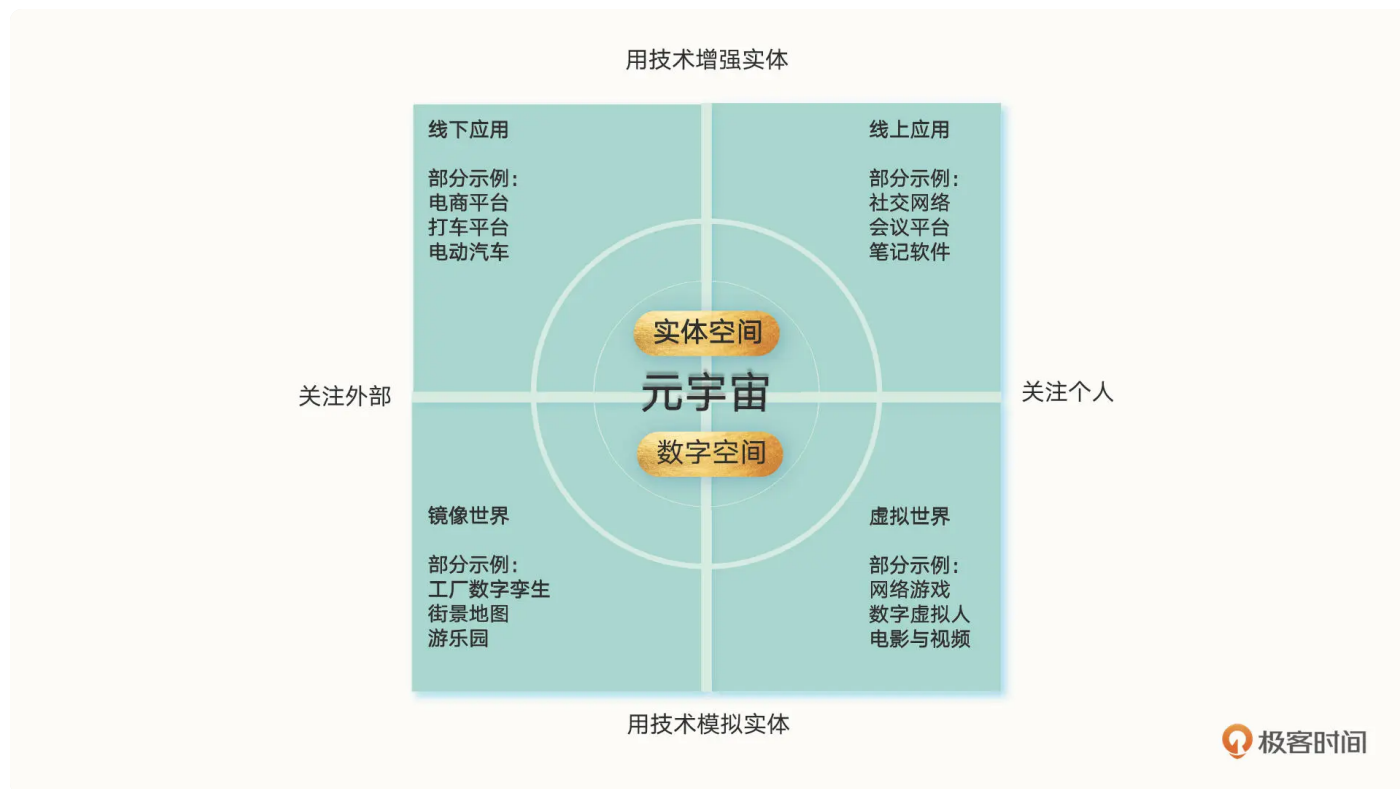 用技术增强实体
线下应用
部分示例：
电商平台
打车平台
电动汽车
线上应用
部分示例：
社交网络
会议平台
笔记软件
实体空间
元宇宙
数字空间
关注外部
关注个人
镜像世界
部分示例：
工厂数字孪生
街景地图
游乐园
虚拟世界
部分示例：
网络游戏
数字虚拟人
电影与视频
用技术模拟实体
极客时间